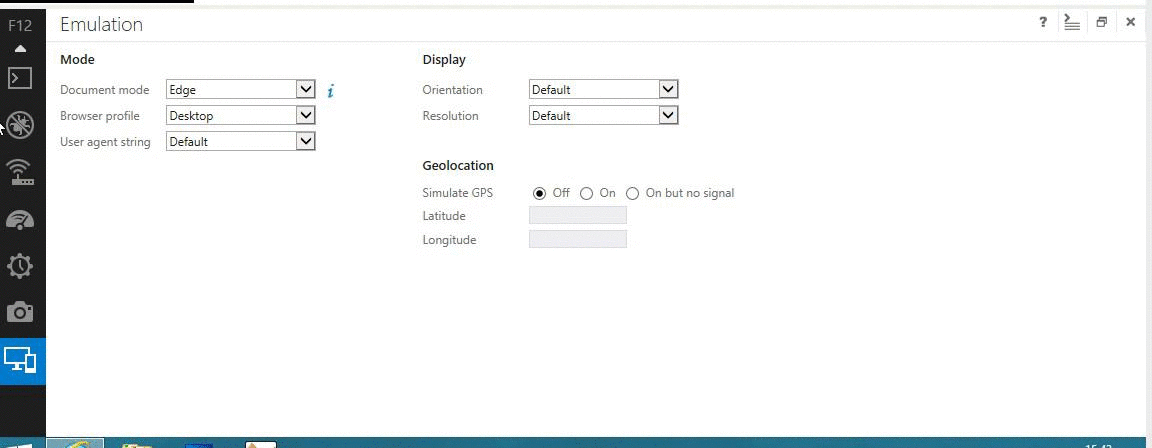 F12
Emulation
?
Mode
Document mode
Edge
i
Browser profile
Desktop
User agent string
Default
Display
Orientation
Default
Resolution
Default
Geolocation
Simulate GPS
Off
On
On but no signal
Latitude
Longitude